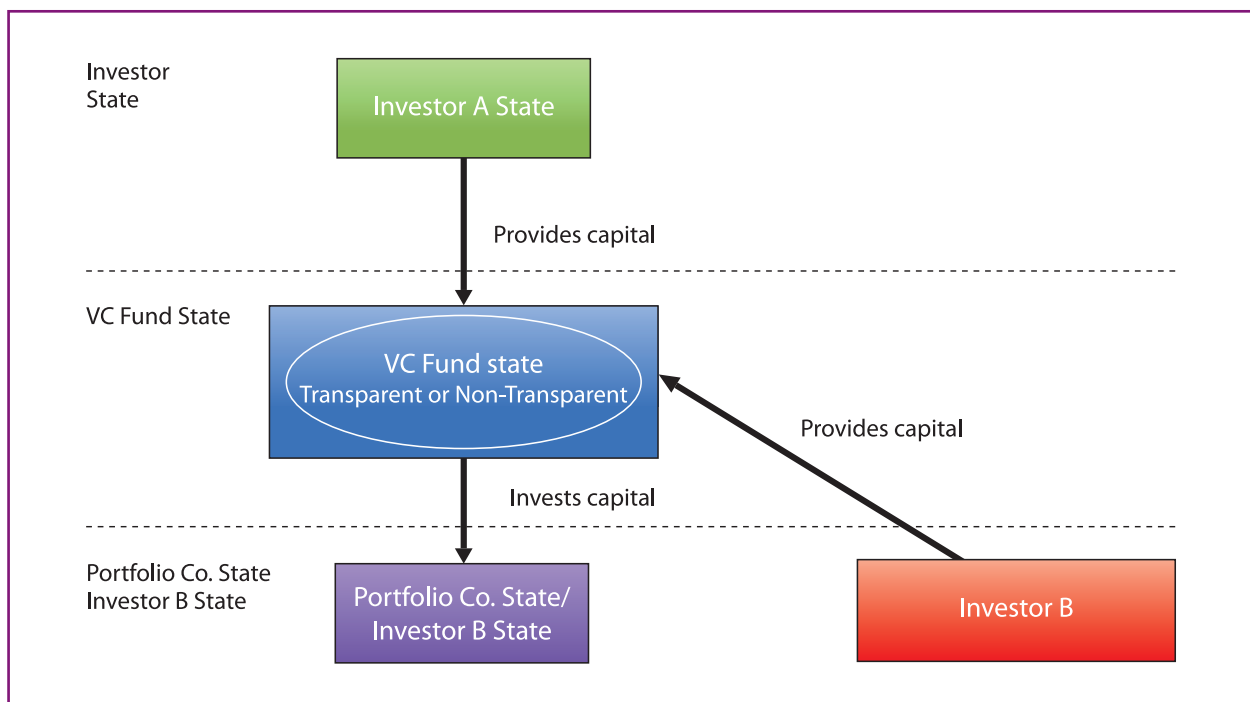 Investor
State
Investor A State
Provides capital
VC Fund State
VC Fund state
Transparent or Non-Transparent
Provides capital
Invests capital
Portfolio Co. State
Investor B State
Portfolio Co. State/
Investor B State
Investor B